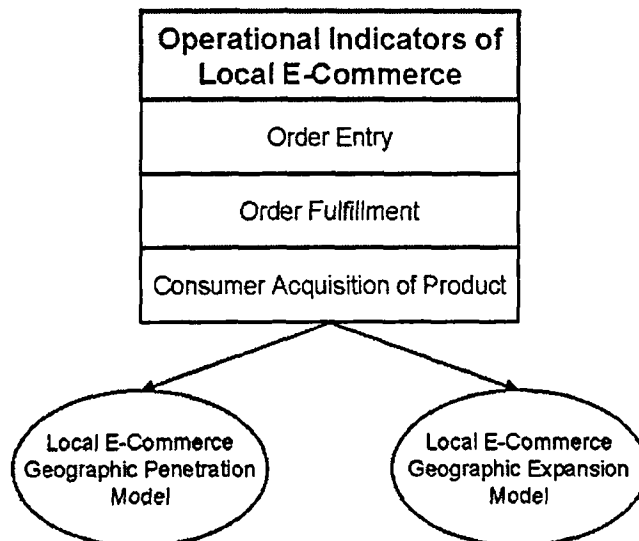 Operational Indicators of
Local E-Commerce
Order Entry
Order Fulfillment
Consumer Acquisition of Product
Local E-Commerce
Geographic Penetration
Model
Local E-Commerce
Geographic Expansion
Model